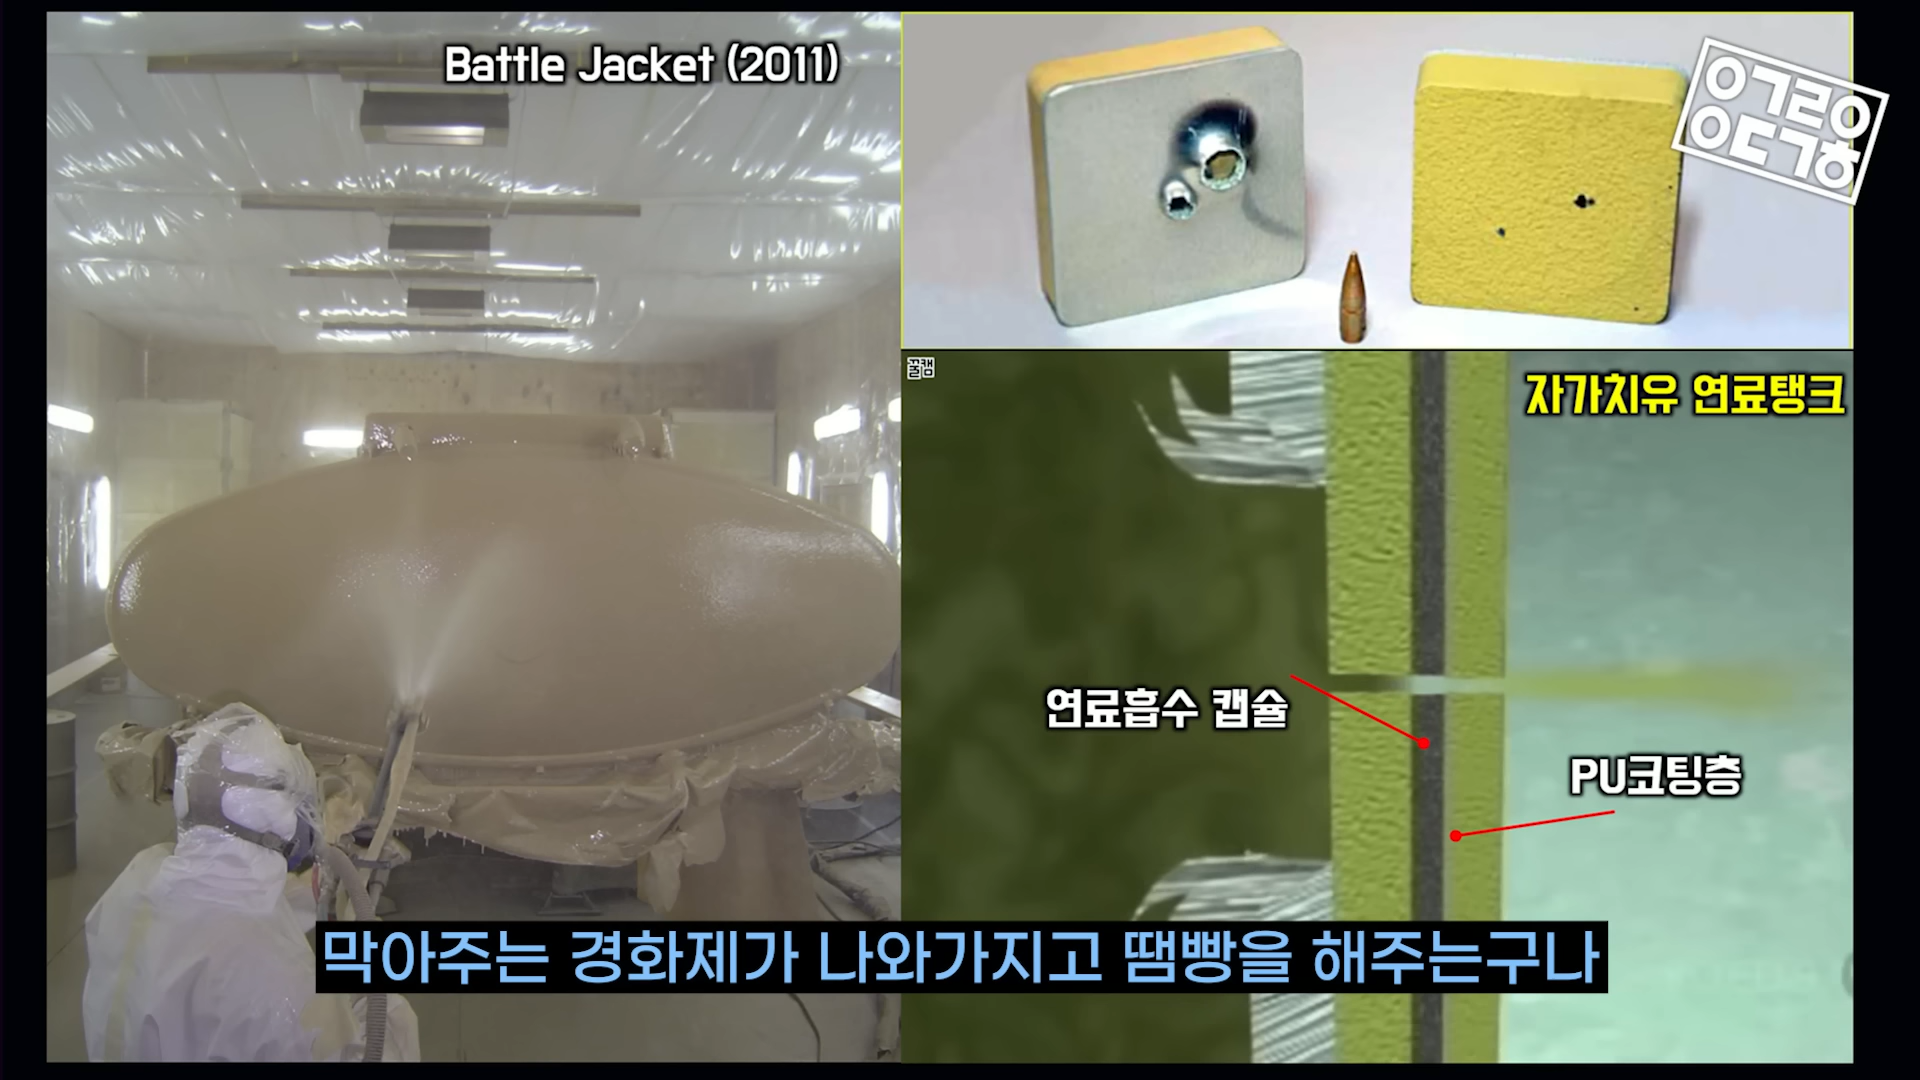 Battle Jacket (2011)
자가치유 연료탱크
꿀캠
연료흡수 캡슐
PU코팅층
막아주는 경화제가 나와가지고 땜빵을 해주는구나